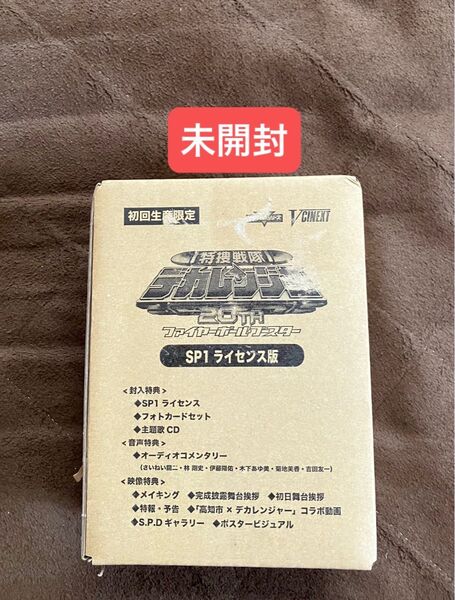 未開封
初回生産限定
V CINEXT
特捜戦隊
デカレンジャー
20TH
ファイヤーボールブースター
SP1 ライセンス版
<封入特典>
◆SP1 ライセンス
◆フォトカードセット
◆主題歌 CD
<音声特典>
◆オーディオコメンタリー
(さいねい龍二・林 剛史・伊藤陽佑・木下あゆ美・菊地美香・吉田友一)
<映像特典>
◆メイキング ◆完成披露舞台挨拶 ◆初日舞台挨拶
◆特報・予告 ◆「高知市 × デカレンジャー」コラボ動画
◆S.P.D ギャラリー ◆ポスタービジュアル